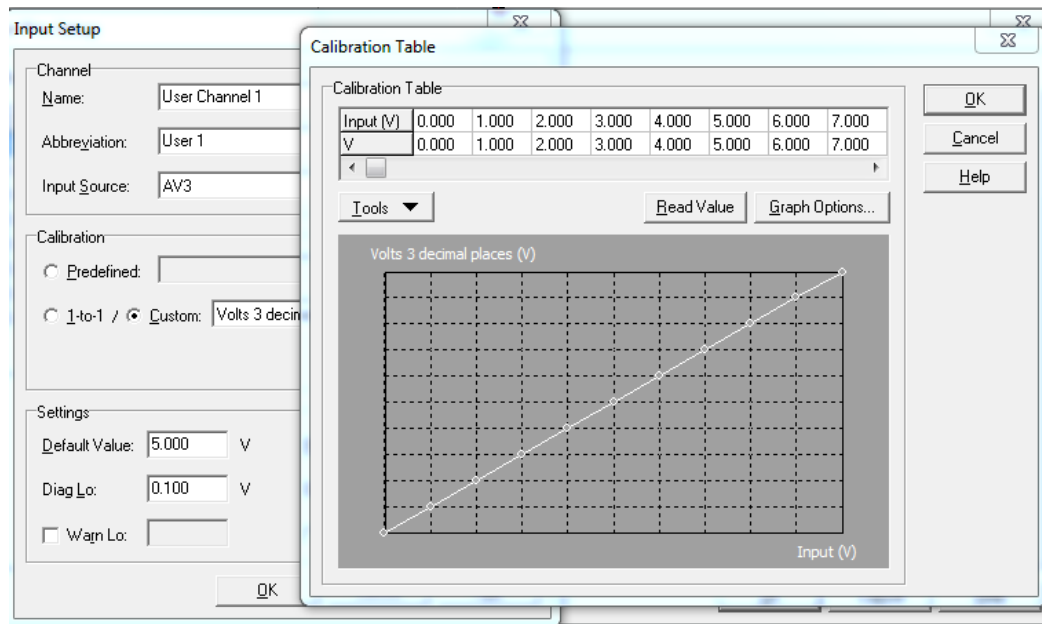 Input Setup
Channel
Name: User Channel 1
Abbreviation: User 1
Input Source: AV3
Calibration
Predefined:
1-to-1 / Custom: Volts 3 decin
Settings
Default Value: 5.000 V
Diag Lo: 0.100 V
Warn Lo:
OK
Calibration Table
Calibration Table
Input (V) 0.000 1.000 2.000 3.000 4.000 5.000 6.000 7.000
V 0.000 1.000 2.000 3.000 4.000 5.000 6.000 7.000
Tools Read Value Graph Options...
Volts 3 decimal places (V)
Input (V)
OK
Cancel
Help